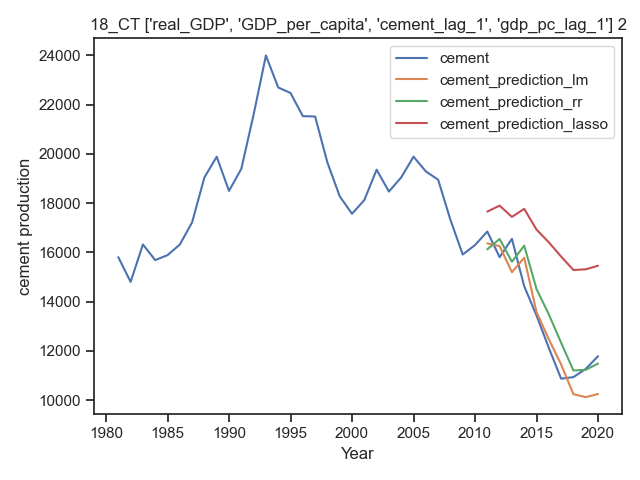 18_CT ['real_GDP', 'GDP_per_capita', 'cement_lag_1', 'gdp_pc_lag_1'] 2
24000
22000
20000
18000
16000
14000
12000
10000
cement production
cement
cement_prediction_lm
cement_prediction_rr
cement_prediction_lasso
1980 1985 1990 1995 2000 2005 2010 2015 2020
Year